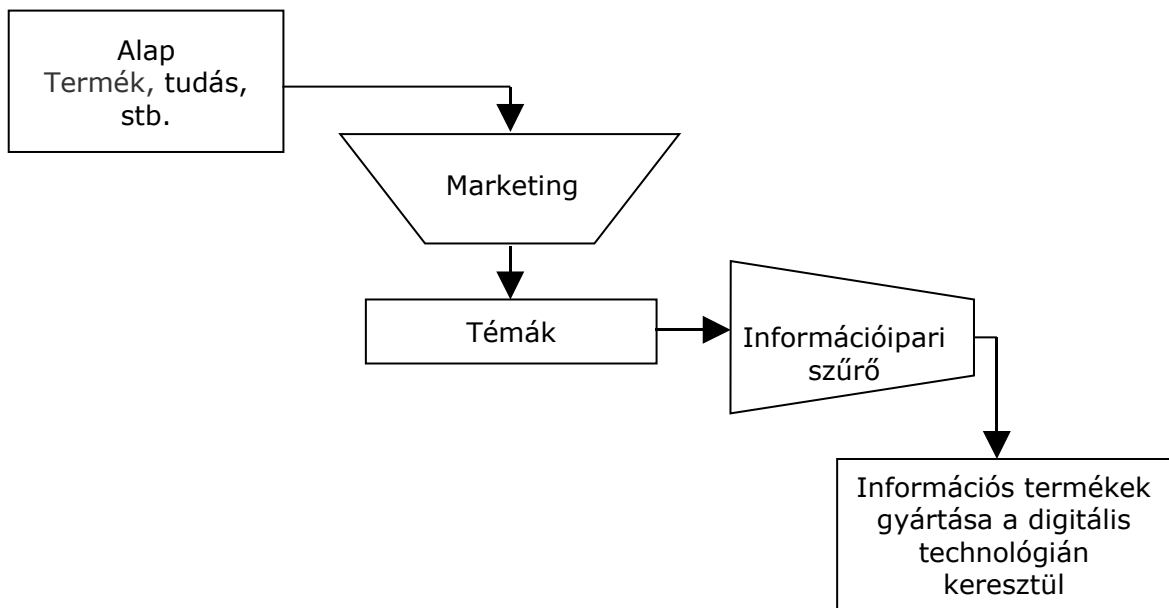 Alap
Termék, tudás,
stb.
Marketing
Témák
Információipari
szűrő
Információs termékek
gyártása a digitális
technológián
keresztül